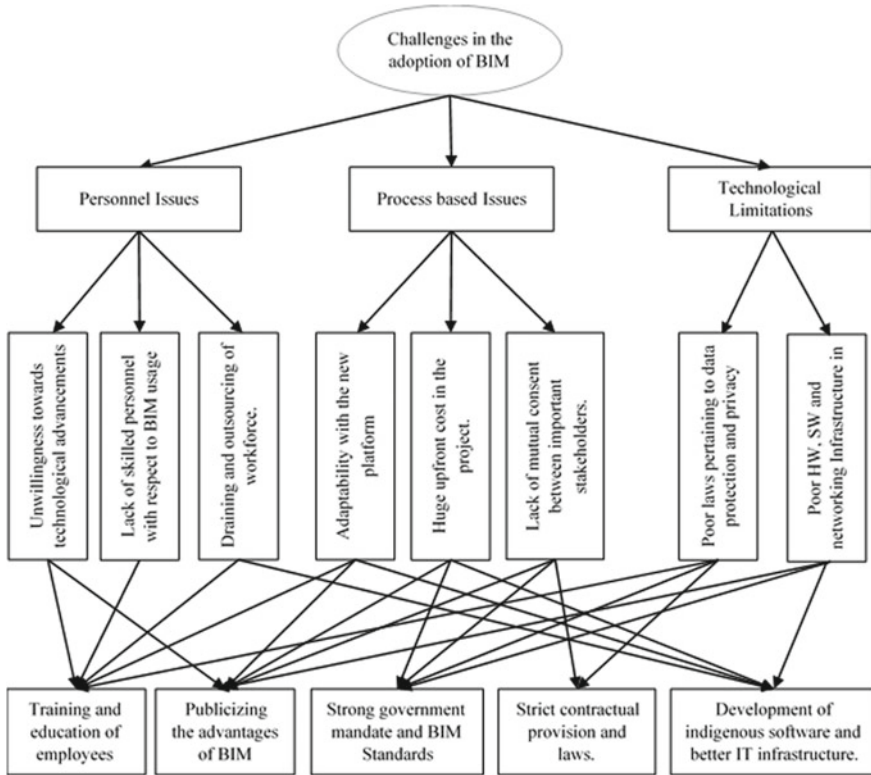 Challenges in the
adoption of BIM
Personnel Issues
Process based Issues
Technological
Limitations
Unwillingness towards
technological advancements
Lack of skilled personnel
with respect to BIM usage
Draining and outsourcing of
workforce.
Adaptability with the new
platform
Huge upfront cost in the
project.
Lack of mutual consent
between important
stakeholders.
Poor laws pertaining to data
protection and privacy
Poor HW, SW and
networking Infrastructure in
Training and
education of
employees
Publicizing
the advantages
of BIM
Strong government
mandate and BIM
Standards
Strict contractual
provision and
laws.
Development of
indigenous software and
better IT infrastructure.